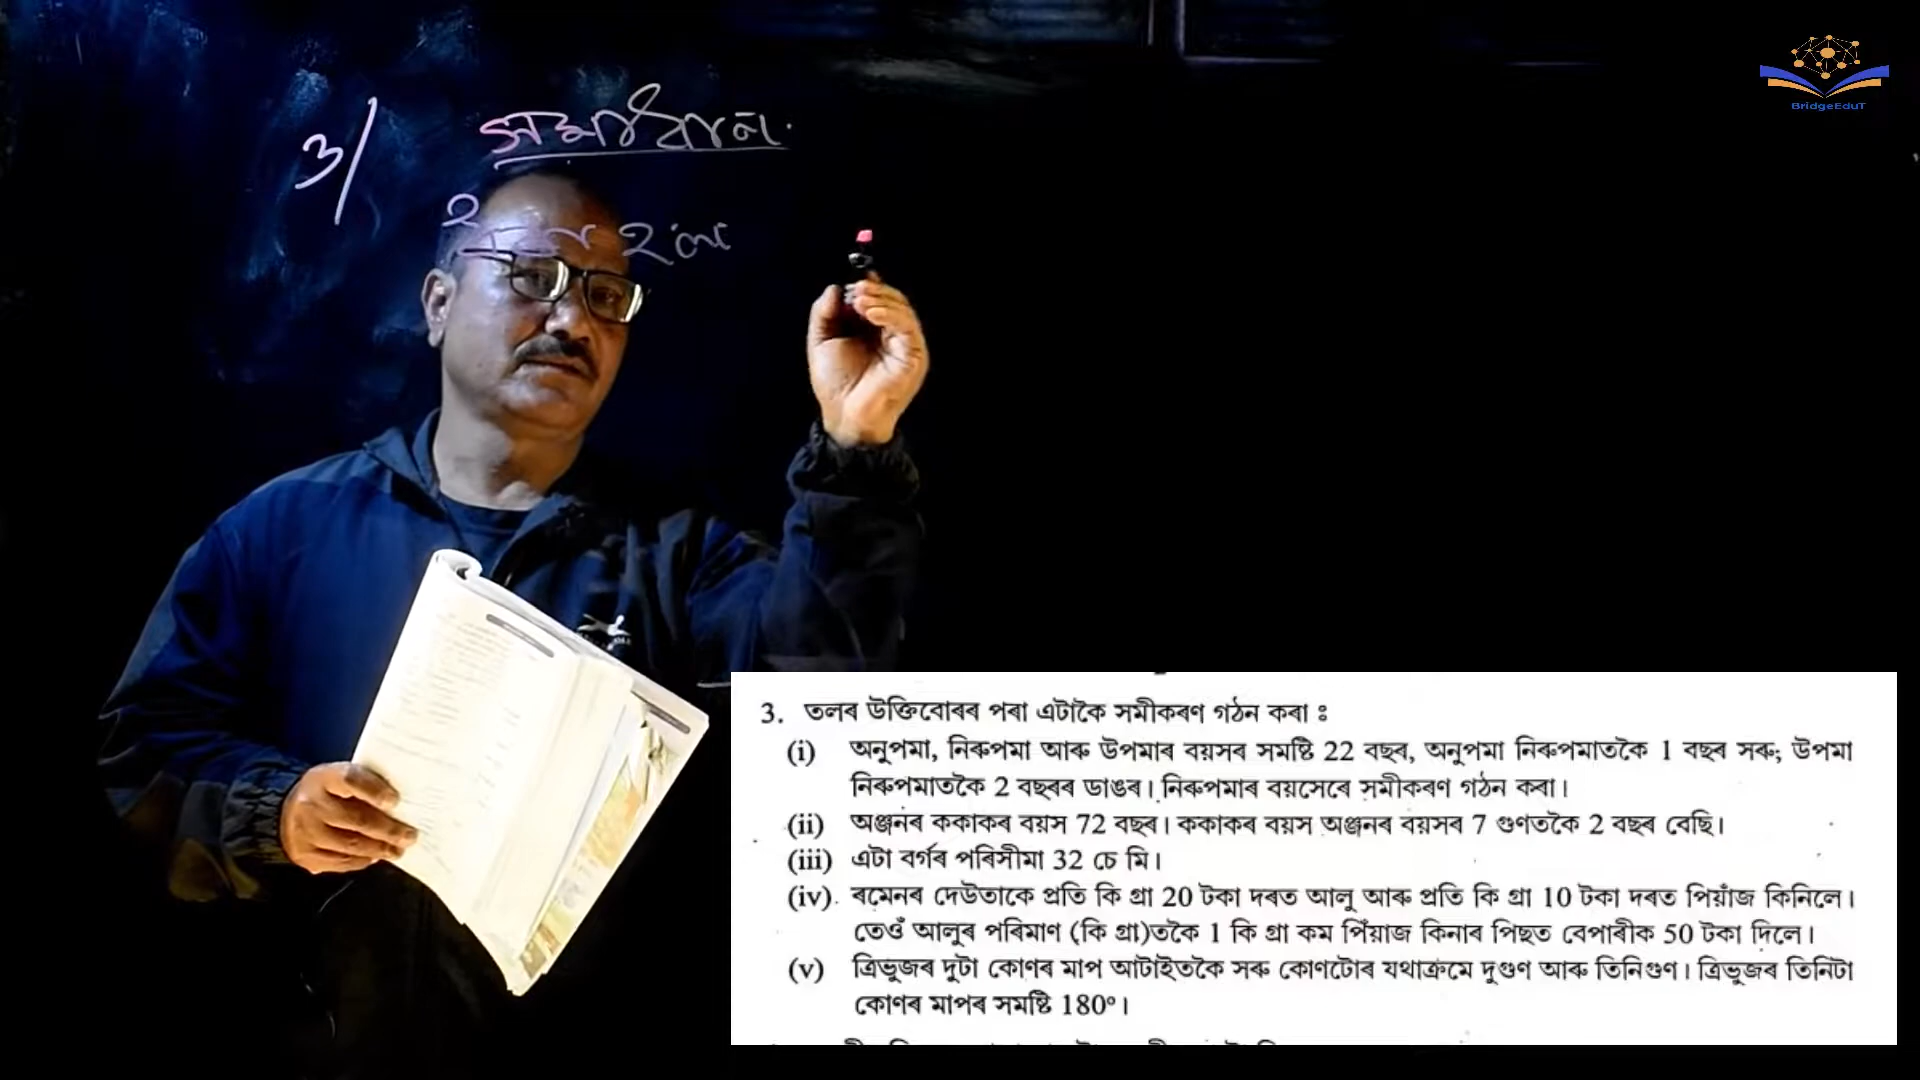 BridgeEduT
3/
সমাধান.
হ'ল
3. তলৰ উক্তিবোৰৰ পৰা এটাকৈ সমীকৰণ গঠন কৰা ঃ
(i) অনুপমা, নিৰুপমা আৰু উপমাৰ বয়সৰ সমষ্টি 22 বছৰ, অনুপমা নিৰুপমাতকৈ 1 বছৰ সৰু; উপমা
নিৰুপমাতকৈ 2 বছৰৰ ডাঙৰ। নিৰুপমাৰ বয়সেৰে সমীকৰণ গঠন কৰা।
(ii) অঞ্জনৰ ককাকৰ বয়স 72 বছৰ। ককাকৰ বয়স অঞ্জনৰ বয়সৰ 7 গুণতকৈ 2 বছৰ বেছি।
(iii) এটা বৰ্গৰ পৰিসীমা 32 চে মি।
(iv) ৰমেনৰ দেউতাকে প্ৰতি কি গ্ৰা 20 টকা দৰত আলু আৰু প্ৰতি কি গ্ৰা 10 টকা দৰত পিয়াঁজ কিনিলে।
তেওঁ আলুৰ পৰিমাণ (কি গ্ৰা)তকৈ 1 কি গ্ৰা কম পিঁয়াজ কিনাৰ পিছত বেপাৰীক 50 টকা দিলে।
(v) ত্ৰিভুজৰ দুটা কোণৰ মাপ আটাইতকৈ সৰু কোণটোৰ যথাক্ৰমে দুগুণ আৰু তিনিগুণ। ত্ৰিভুজৰ তিনিটা
কোণৰ মাপৰ সমষ্টি 180°।